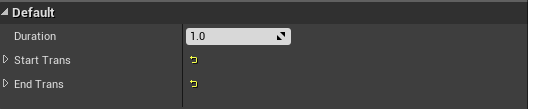 Default
Duration 1.0
Start Trans
End Trans